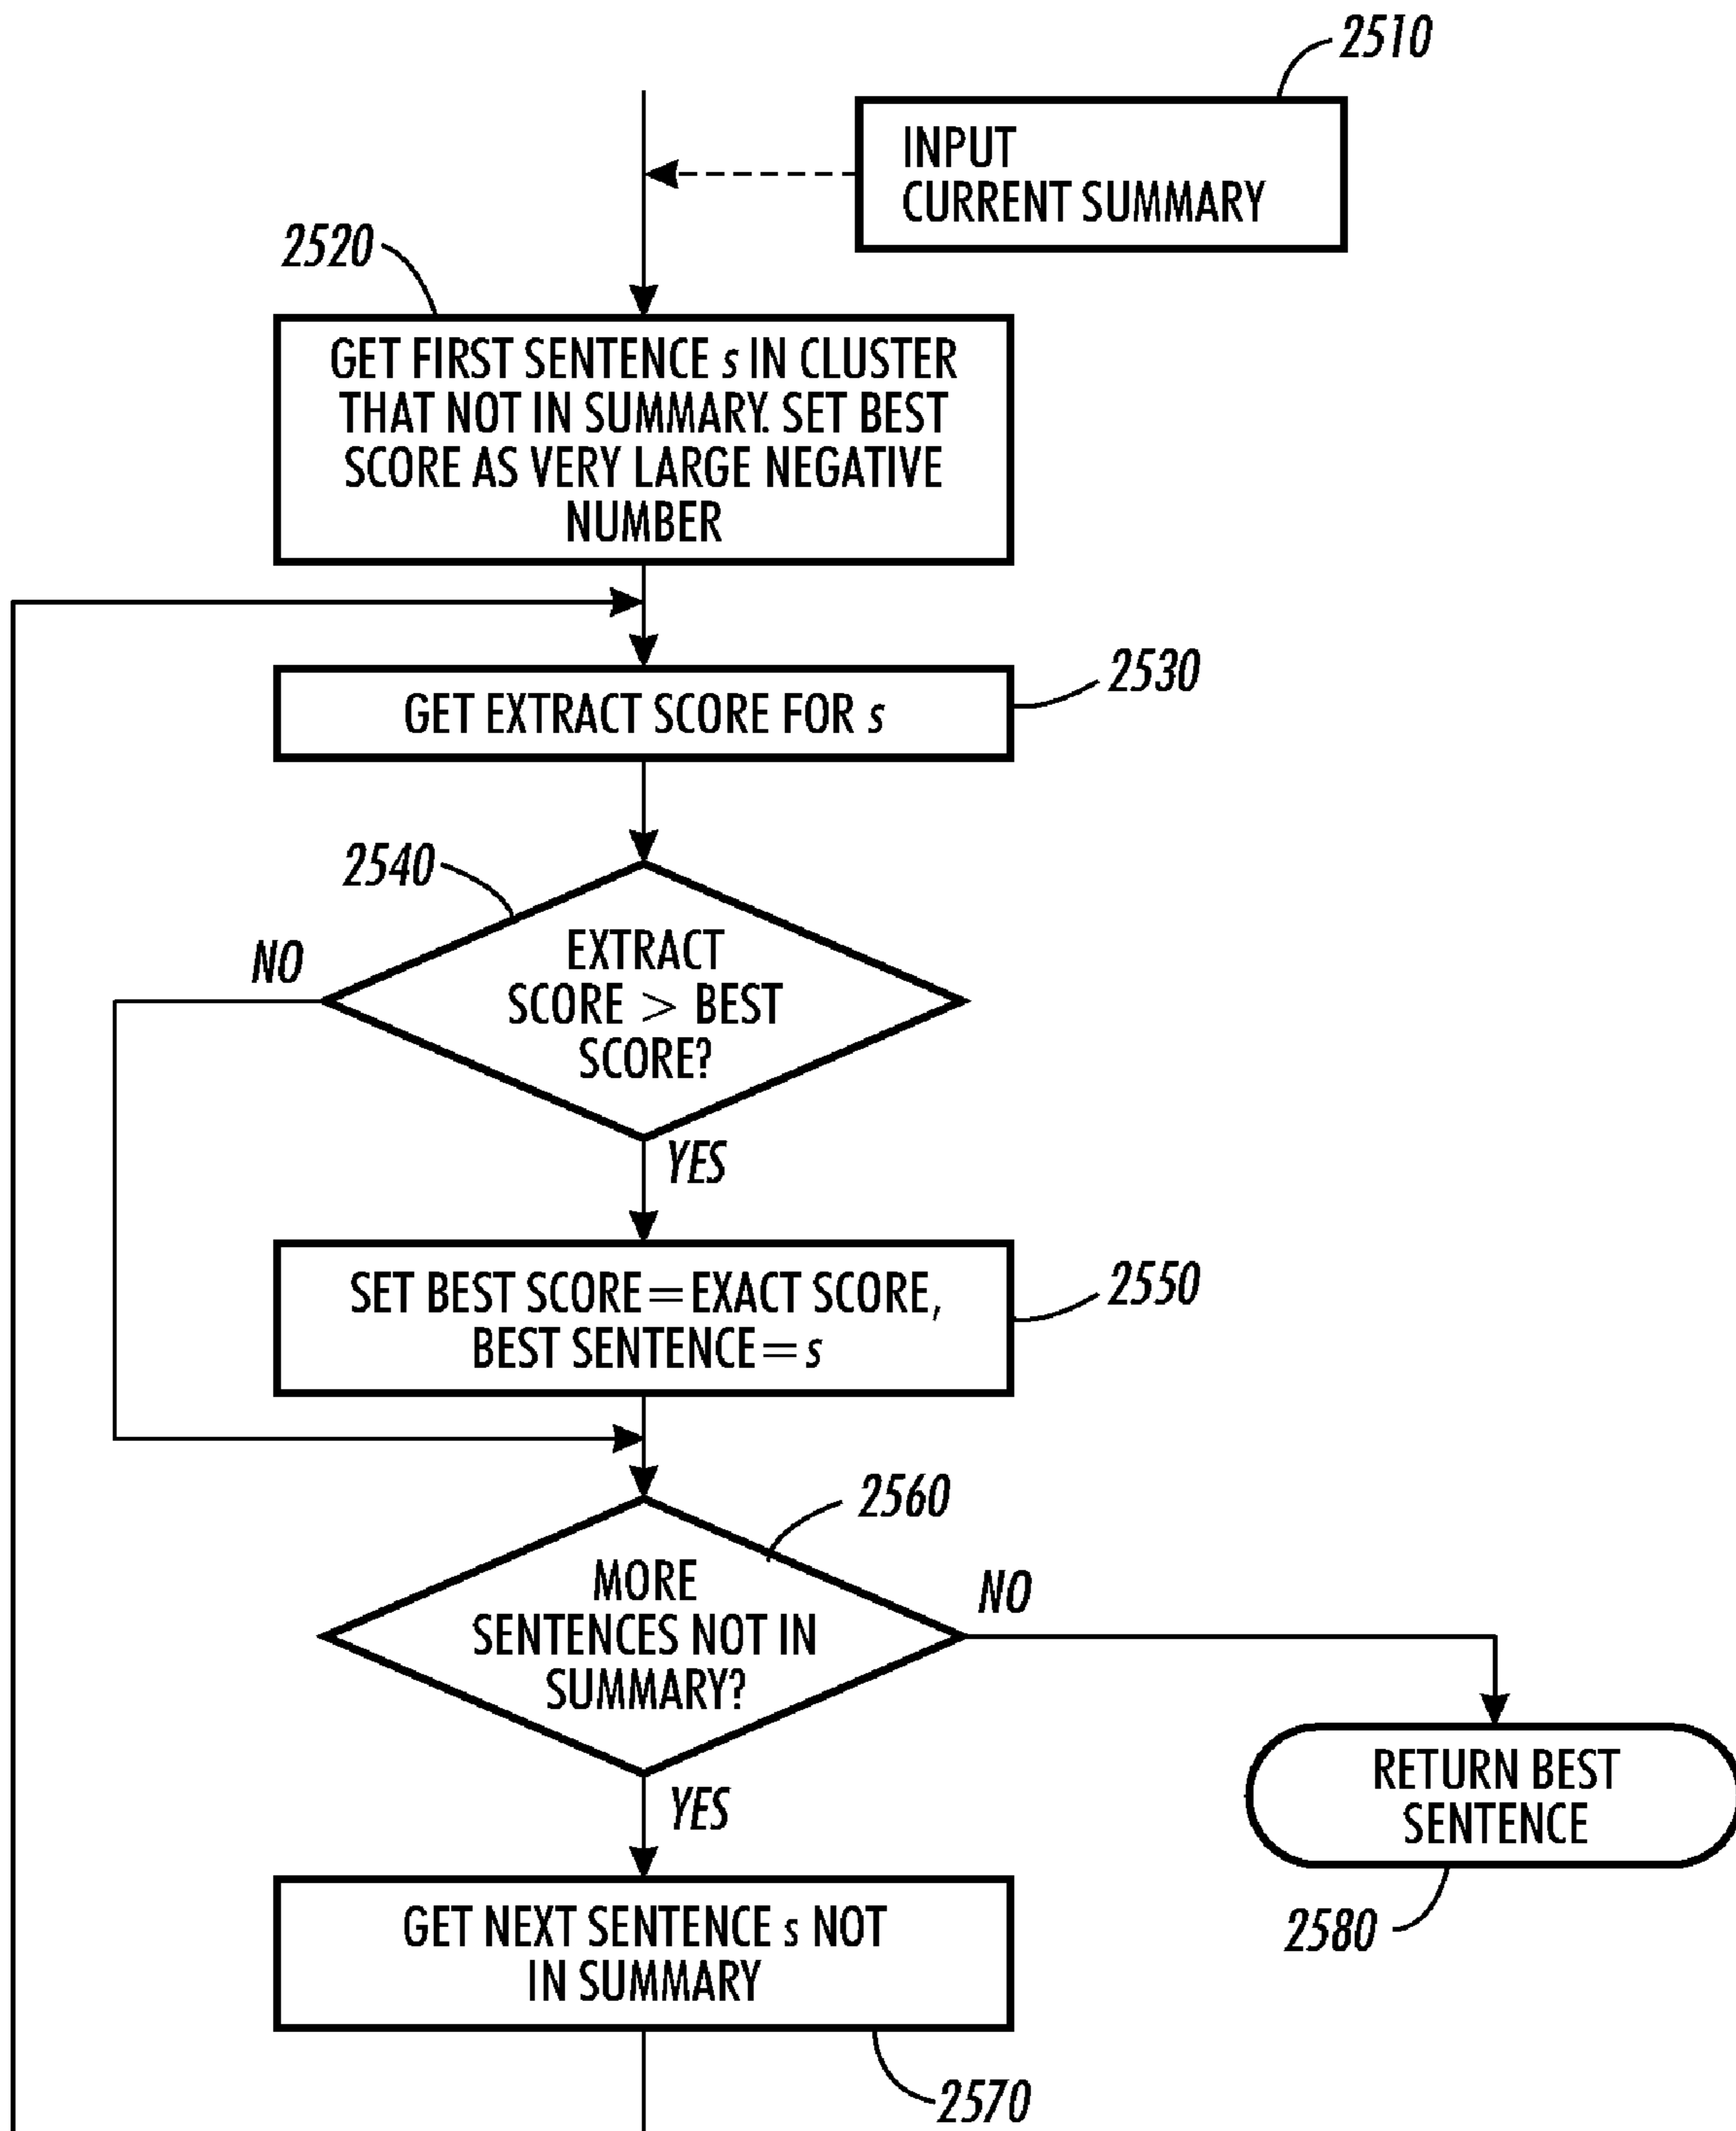 2510
INPUT
CURRENT SUMMARY
2520
GET FIRST SENTENCE s IN CLUSTER
THAT NOT IN SUMMARY. SET BEST
SCORE AS VERY LARGE NEGATIVE
NUMBER
2530
GET EXTRACT SCORE FOR s
2540
NO
EXTRACT
SCORE > BEST
SCORE?
YES
2550
SET BEST SCORE=EXACT SCORE,
BEST SENTENCE=s
2560
MORE
SENTENCES NOT IN
SUMMARY?
NO
YES
RETURN BEST
SENTENCE
2580
GET NEXT SENTENCE s NOT
IN SUMMARY
2570